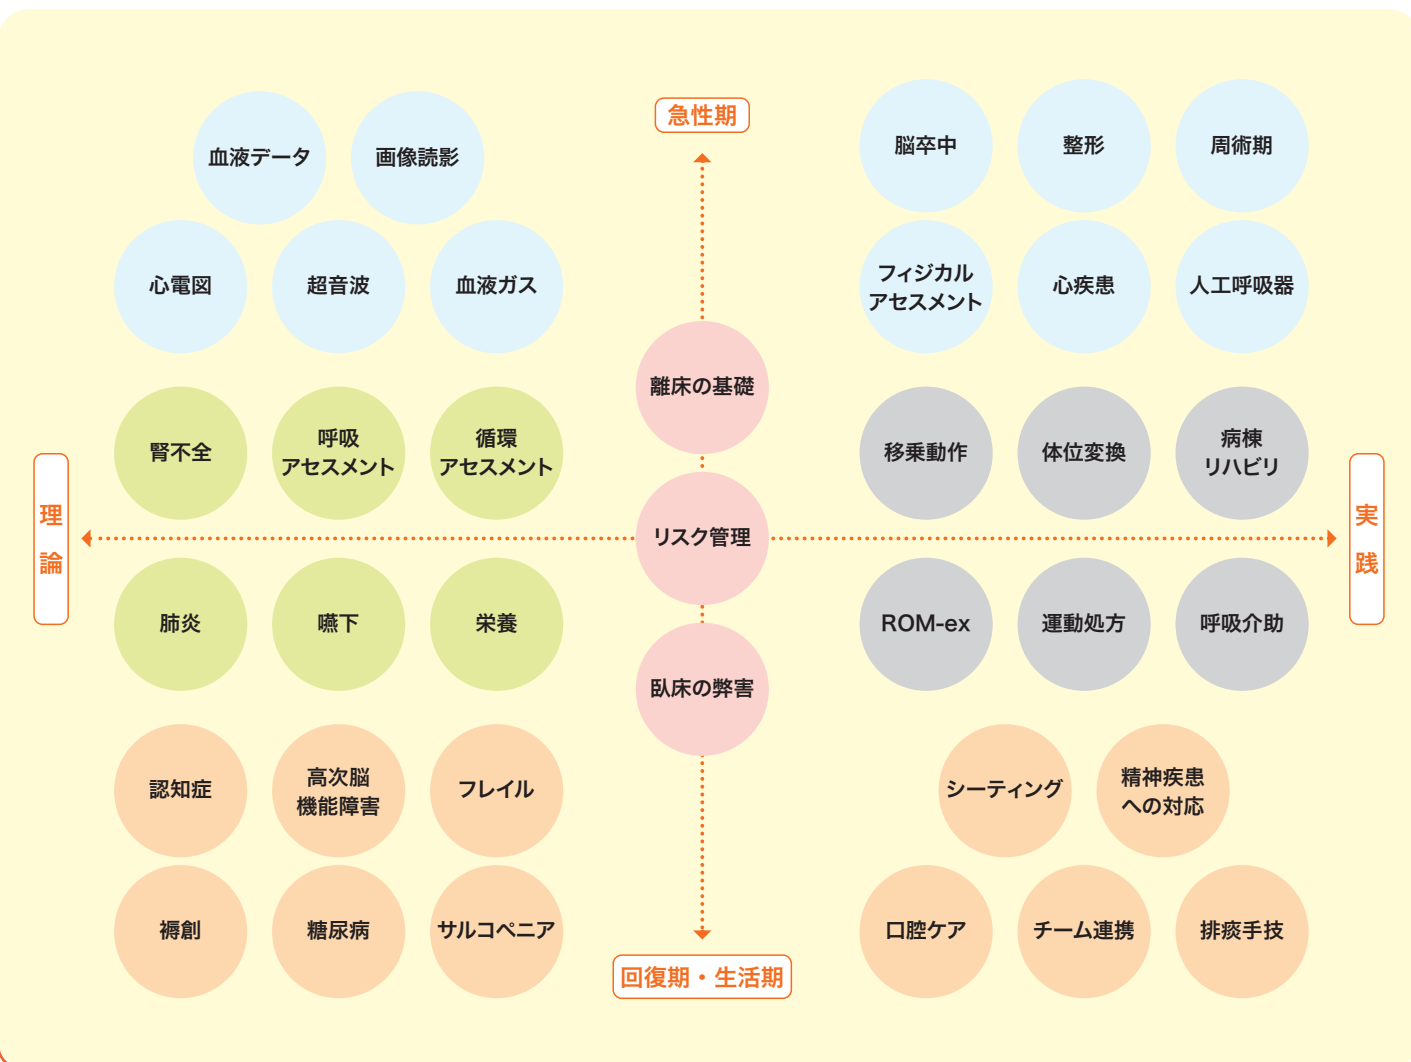 急性期
血液データ
画像読影
脳卒中
整形
周術期
心電図
超音波
血液ガス
フィジカル
アセスメント
心疾患
人工呼吸器
離床の基礎
腎不全
呼吸
アセスメント
循環
アセスメント
移乗動作
体位変換
病棟
リハビリ
理論
リスク管理
実践
肺炎
嚥下
栄養
ROM-ex
運動処方
呼吸介助
臥床の弊害
認知症
高次脳
機能障害
フレイル
シーティング
精神疾患
への対応
褥創
糖尿病
サルコペニア
口腔ケア
チーム連携
排痰手技
回復期・生活期